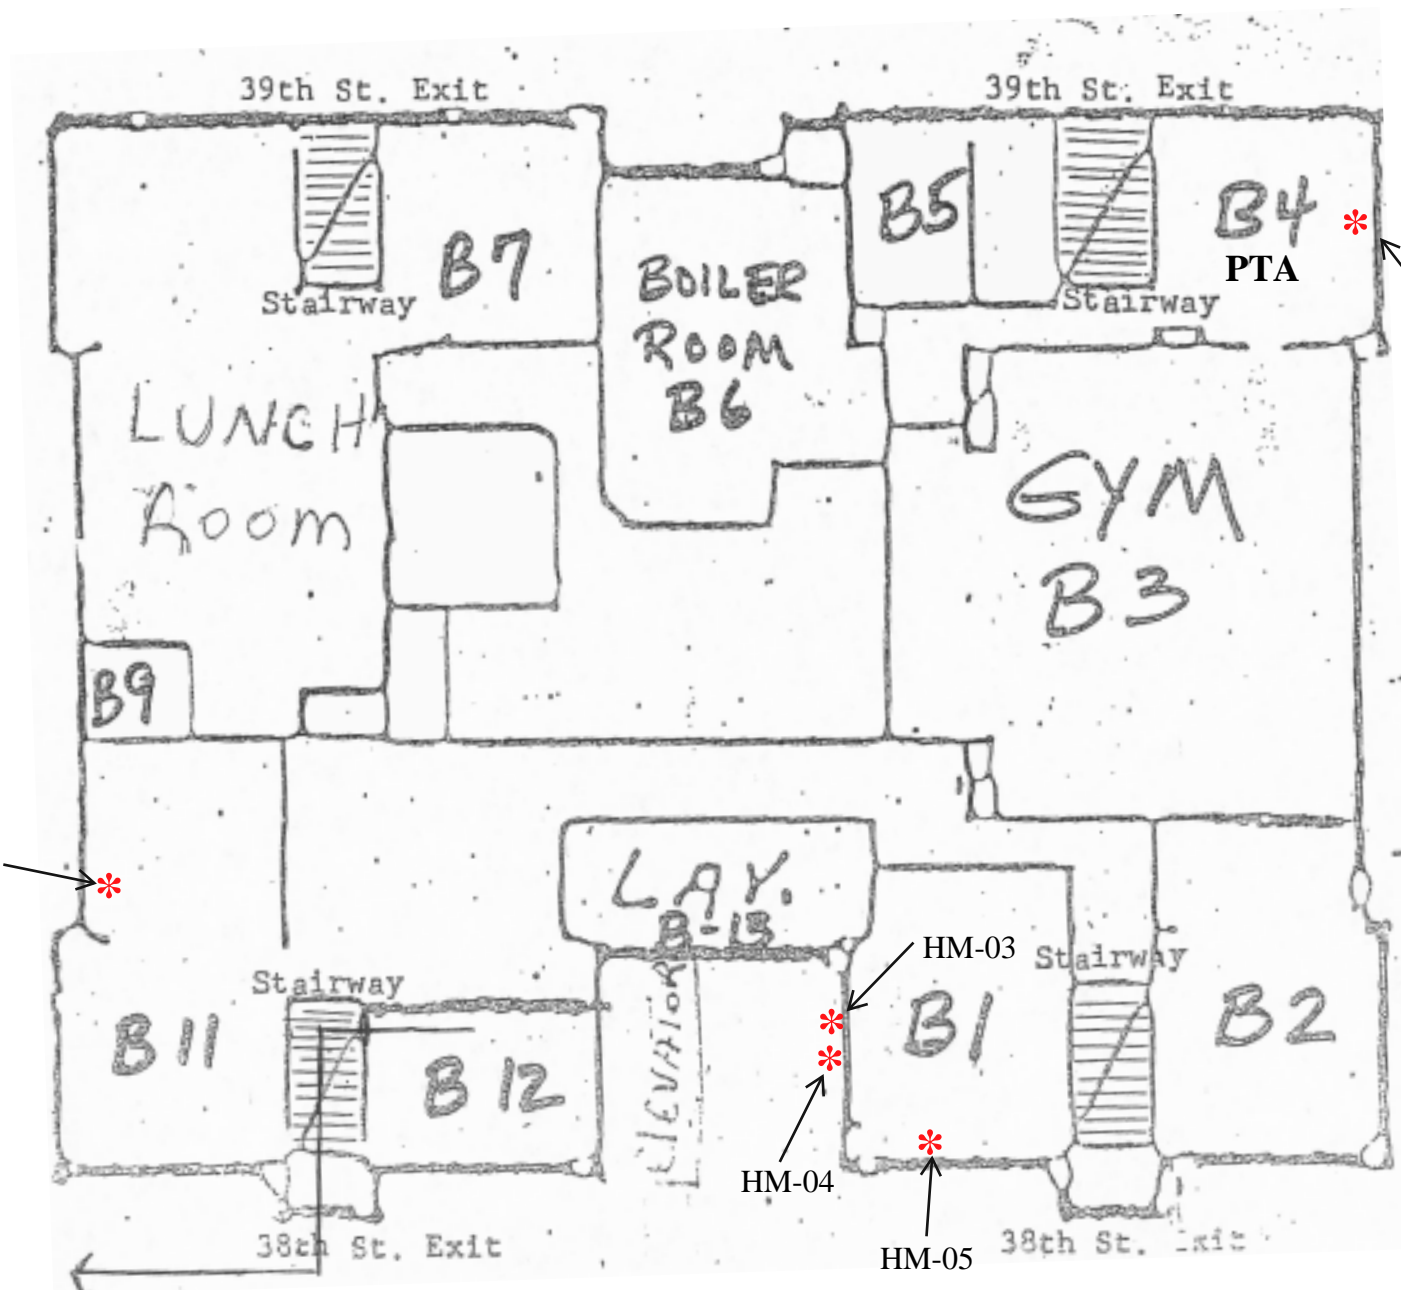 39th St. Exit
39th St. Exit
B7
Stairway
BOILER
ROOM
B6
B5
B4
PTA
Stairway
LUNCH
Room
GYM
B3
B9
LAV.
B-13
HM-03
Stairway
Stairway
B11
B12
ELEVATOR
B1
B2
HM-04
HM-05
38th St. Exit
38th St. Exit